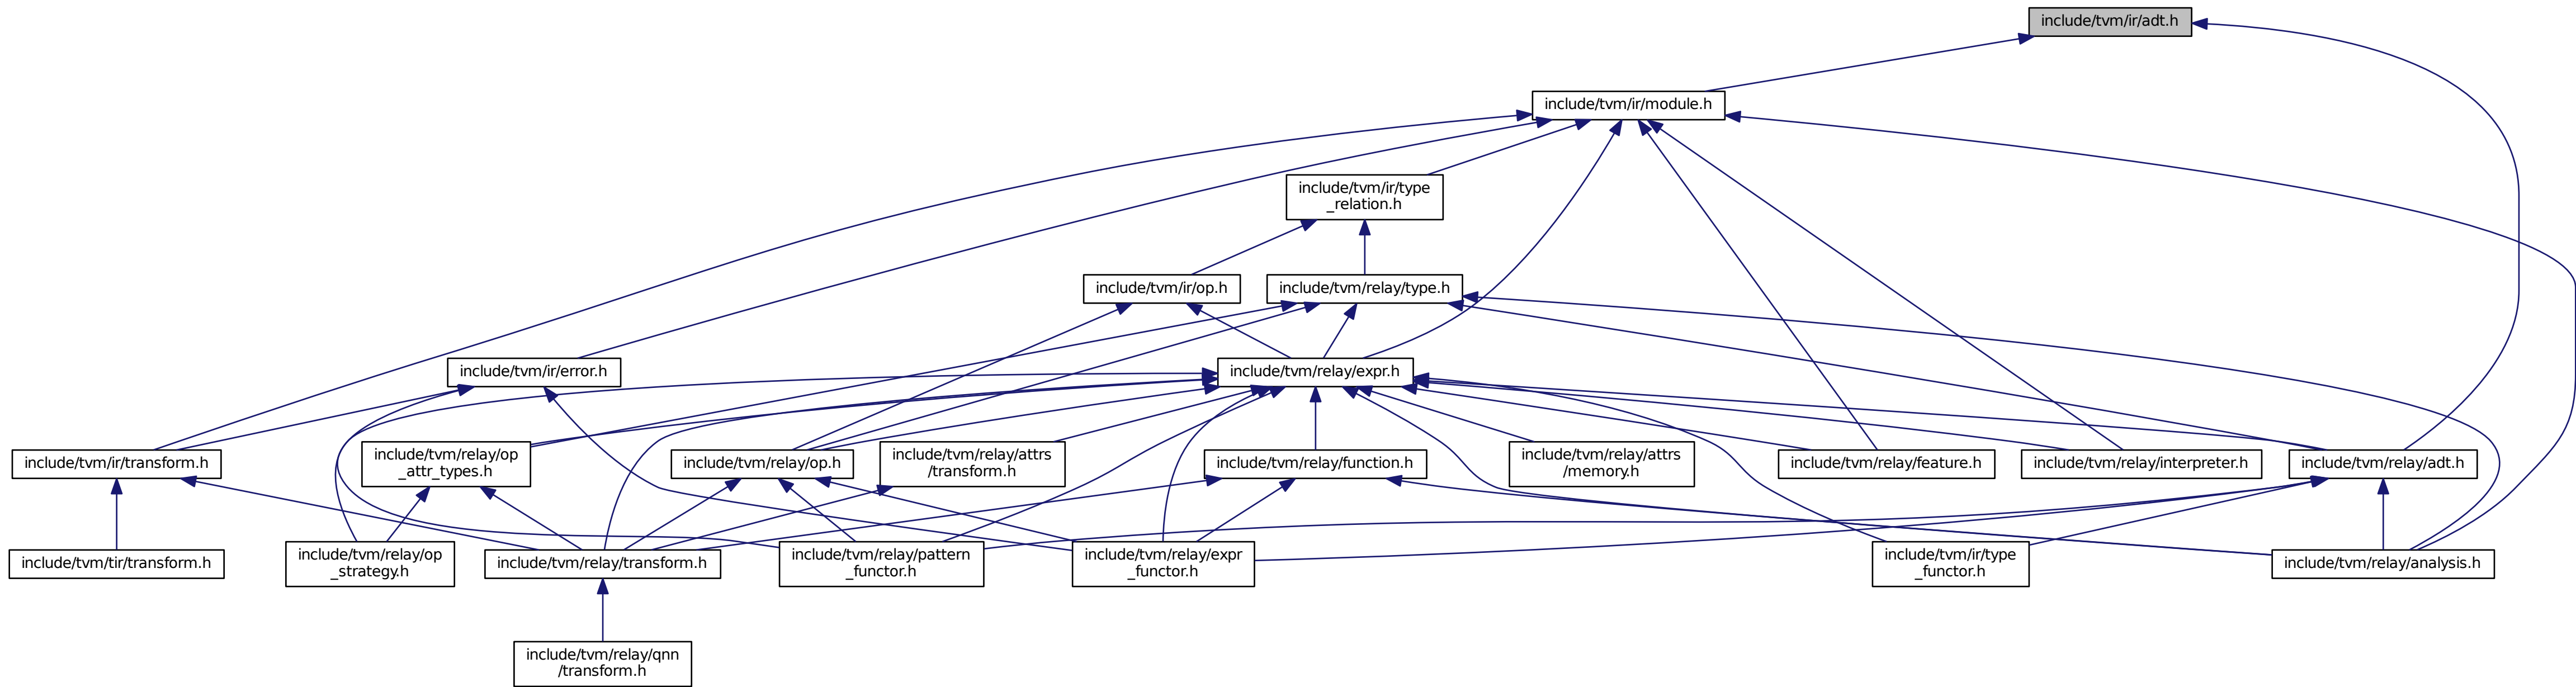 include/tvm/ir/adt.h
include/tvm/ir/module.h
include/tvm/ir/type
_relation.h
include/tvm/ir/op.h
include/tvm/relay/type.h
include/tvm/ir/error.h
include/tvm/relay/expr.h
include/tvm/ir/transform.h
include/tvm/relay/op
_attr_types.h
include/tvm/relay/op.h
include/tvm/relay/attrs
/transform.h
include/tvm/relay/function.h
include/tvm/relay/attrs
/memory.h
include/tvm/relay/feature.h
include/tvm/relay/interpreter.h
include/tvm/relay/adt.h
include/tvm/tir/transform.h
include/tvm/relay/op
_strategy.h
include/tvm/relay/transform.h
include/tvm/relay/pattern
_functor.h
include/tvm/relay/expr
_functor.h
include/tvm/ir/type
_functor.h
include/tvm/relay/analysis.h
include/tvm/relay/qnn
/transform.h